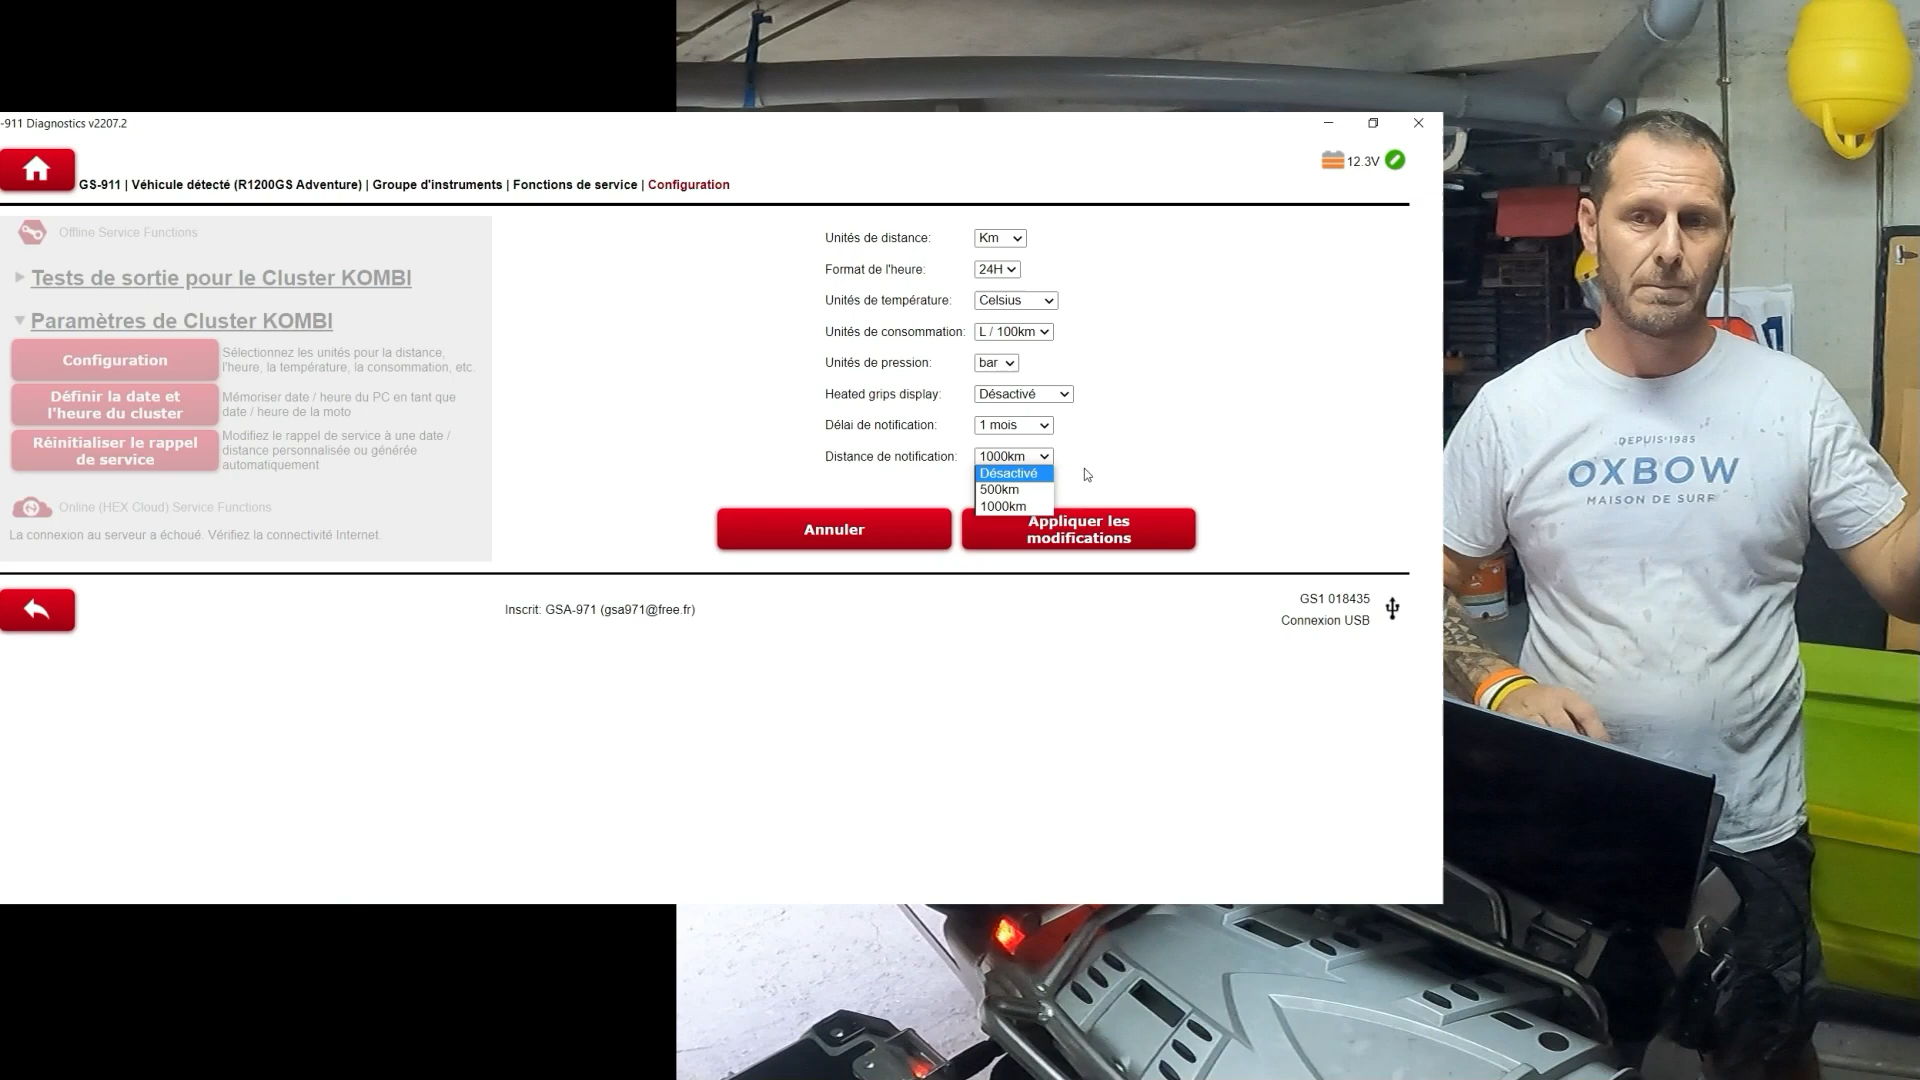 -911 Diagnostics v2207.2
12.3V
GS-911 | Véhicule détecté (R1200GS Adventure) | Groupe d'instruments | Fonctions de service | Configuration
Offline Service Functions
Tests de sortie pour le Cluster KOMBI
Paramètres de Cluster KOMBI
Configuration
Sélectionnez les unités pour la distance,
l'heure, la température, la consommation, etc.
Définir la date et
l'heure du cluster
Mémoriser date / heure du PC en tant que
date / heure de la moto
Réinitialiser le rappel
de service
Modifiez le rappel de service à une date /
distance personnalisée ou générée
automatiquement
Online (HEX Cloud) Service Functions
La connexion au serveur a échoué. Vérifiez la connectivité Internet.
Unités de distance: Km
Format de l'heure: 24H
Unités de température: Celsius
Unités de consommation: L / 100km
Unités de pression: bar
Heated grips display: Désactivé
Délai de notification: 1 mois
Distance de notification: 1000km
Désactivé
500km
1000km
Annuler
Appliquer les
modifications
Inscrit: GSA-971 (gsa971@free.fr)
GS1 018435
Connexion USB
DEPUIS 1985
OXBOW
MAISON DE SURF